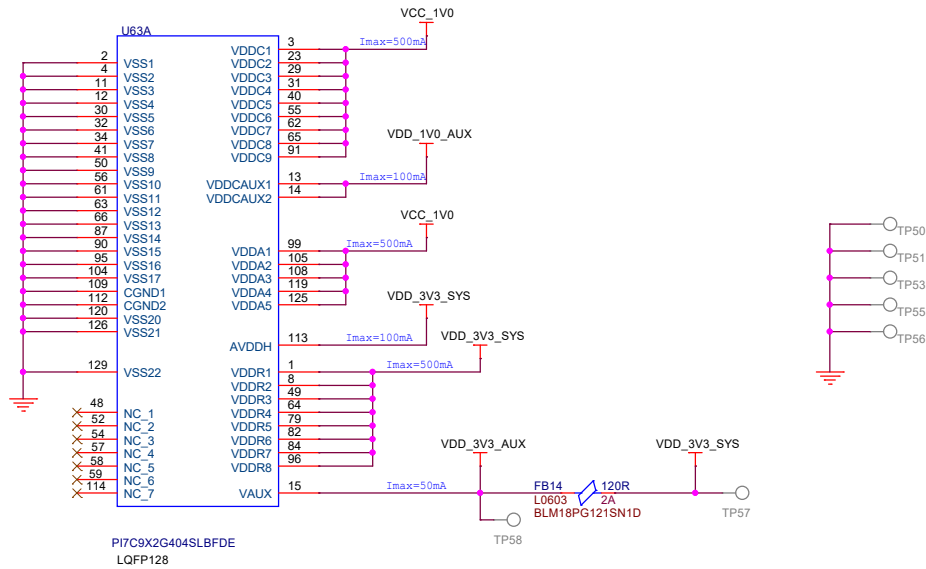 VCC_1V0
U63A
Imax=500mA
2 VSS1
4 VSS2
11 VSS3
12 VSS4
30 VSS5
32 VSS6
34 VSS7
41 VSS8
50 VSS9
56 VSS10
61 VSS11
63 VSS12
66 VSS13
87 VSS14
90 VSS15
95 VSS16
104 VSS17
109 CGND1
112 CGND2
120 VSS20
126 VSS21
129 VSS22
48 NC_1
52 NC_2
54 NC_3
57 NC_4
58 NC_5
59 NC_6
114 NC_7
VDDC1 3
VDDC2 23
VDDC3 29
VDDC4 31
VDDC5 40
VDDC6 55
VDDC7 62
VDDC8 65
VDDC9 91
VDD_1V0_AUX
Imax=100mA
VDDCAUX1 13
VDDCAUX2 14
VCC_1V0
Imax=500mA
VDDA1 99
VDDA2 105
VDDA3 108
VDDA4 119
VDDA5 125
VDD_3V3_SYS
Imax=100mA
AVDDH 113
VDD_3V3_SYS
Imax=500mA
VDDR1 1
VDDR2 8
VDDR3 49
VDDR4 64
VDDR5 79
VDDR6 82
VDDR7 84
VDDR8 96
VDD_3V3_AUX
VDD_3V3_SYS
VAUX 15
Imax=50mA
FB14 120R
L0603 2A
BLM18PG121SN1D
TP57
TP58
TP50
TP51
TP53
TP55
TP56
PI7C9X2G404SLBFDE
LQFP128